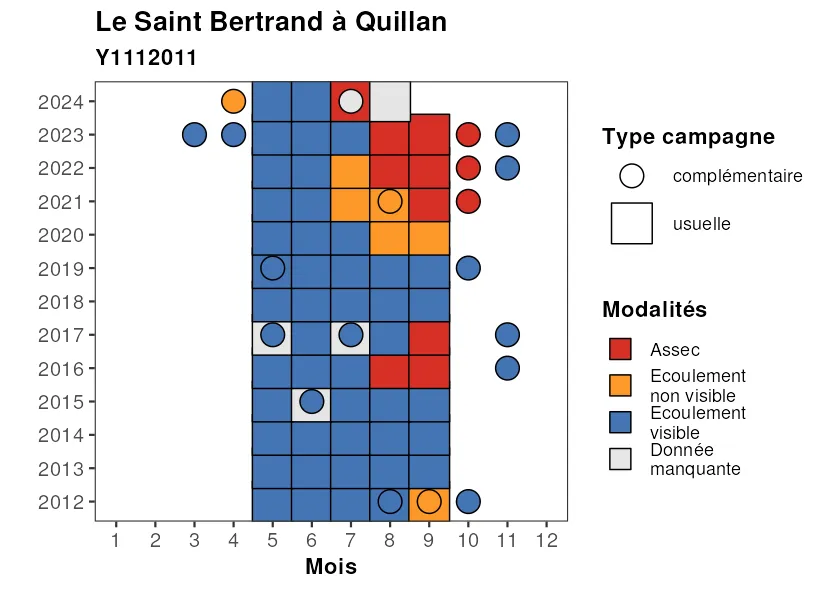 Le Saint Bertrand à Quillan
Y1112011
2024
2023
2022
2021
2020
2019
2018
2017
2016
2015
2014
2013
2012
1 2 3 4 5 6 7 8 9 10 11 12
Mois
Type campagne
complémentaire
usuelle
Modalités
Assec
Ecoulement
non visible
Ecoulement
visible
Donnée
manquante